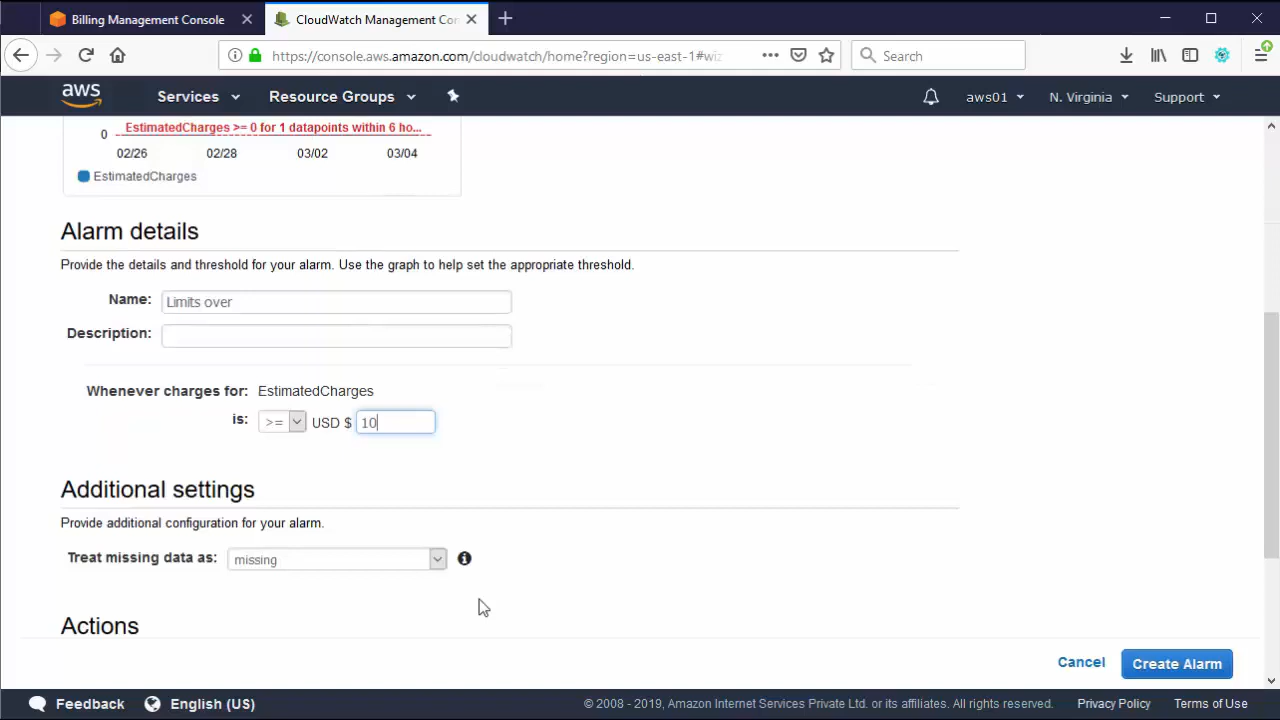 Billing Management Console
CloudWatch Management Con
https://console.aws.amazon.com/cloudwatch/home?region=us-east-1#wiz
Search
aws
Services
Resource Groups
aws01
N. Virginia
Support
0
EstimatedCharges >= 0 for 1 datapoints within 6 ho...
02/26
02/28
03/02
03/04
EstimatedCharges
Alarm details
Provide the details and threshold for your alarm. Use the graph to help set the appropriate threshold.
Name: Limits over
Description:
Whenever charges for: EstimatedCharges
is: >= USD $ 10
Additional settings
Provide additional configuration for your alarm.
Treat missing data as: missing
Actions
Cancel
Create Alarm
Feedback
English (US)
© 2008 - 2019, Amazon Internet Services Private Ltd. or its affiliates. All rights reserved.
Privacy Policy
Terms of Use